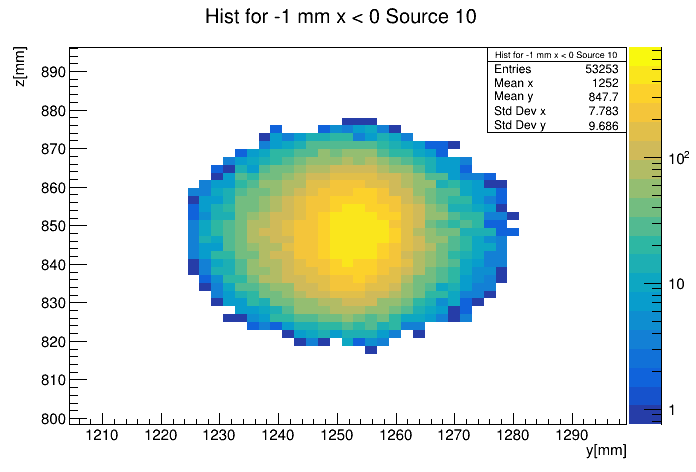 Hist for -1 mm x < 0 Source 10
z[mm]
Hist for -1 mm x < 0 Source 10
Entries 53253
Mean x 1252
Mean y 847.7
Std Dev x 7.783
Std Dev y 9.686
890
880
870
860
850
840
830
820
810
800
1210 1220 1230 1240 1250 1260 1270 1280 1290
y[mm]
10²
10
1